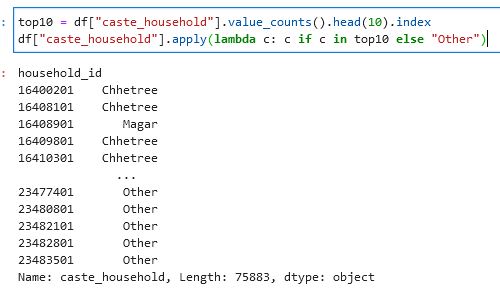 : top10 = df["caste_household"].value_counts().head(10).index
df["caste_household"].apply(lambda c: c if c in top10 else "Other")
: household_id
16400201 Chhetree
16408101 Chhetree
16408901 Magar
16409801 Chhetree
16410301 Chhetree
...
23477401 Other
23480801 Other
23482101 Other
23482801 Other
23483501 Other
Name: caste_household, Length: 75883, dtype: object